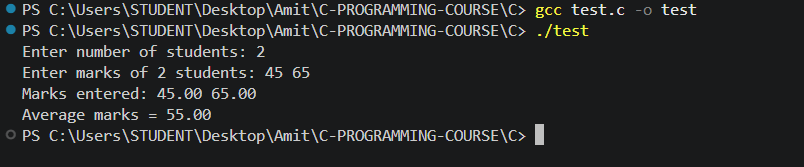 PS C:\Users\STUDENT\Desktop\Amit\C-PROGRAMMING-COURSE\C> gcc test.c -o test
PS C:\Users\STUDENT\Desktop\Amit\C-PROGRAMMING-COURSE\C> ./test
Enter number of students: 2
Enter marks of 2 students: 45 65
Marks entered: 45.00 65.00
Average marks = 55.00
PS C:\Users\STUDENT\Desktop\Amit\C-PROGRAMMING-COURSE\C>